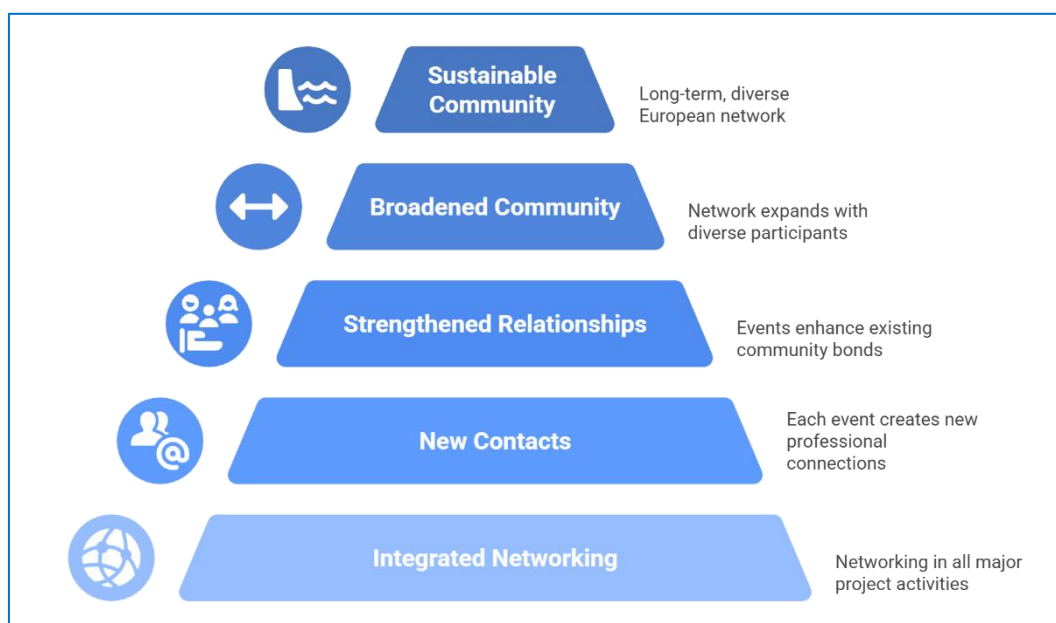 Sustainable
Community
Long-term, diverse
European network
Broadened Community
Network expands with
diverse participants
Strengthened Relationships
Events enhance existing
community bonds
New Contacts
Each event creates new
professional
connections
Integrated Networking
Networking in all major
project activities